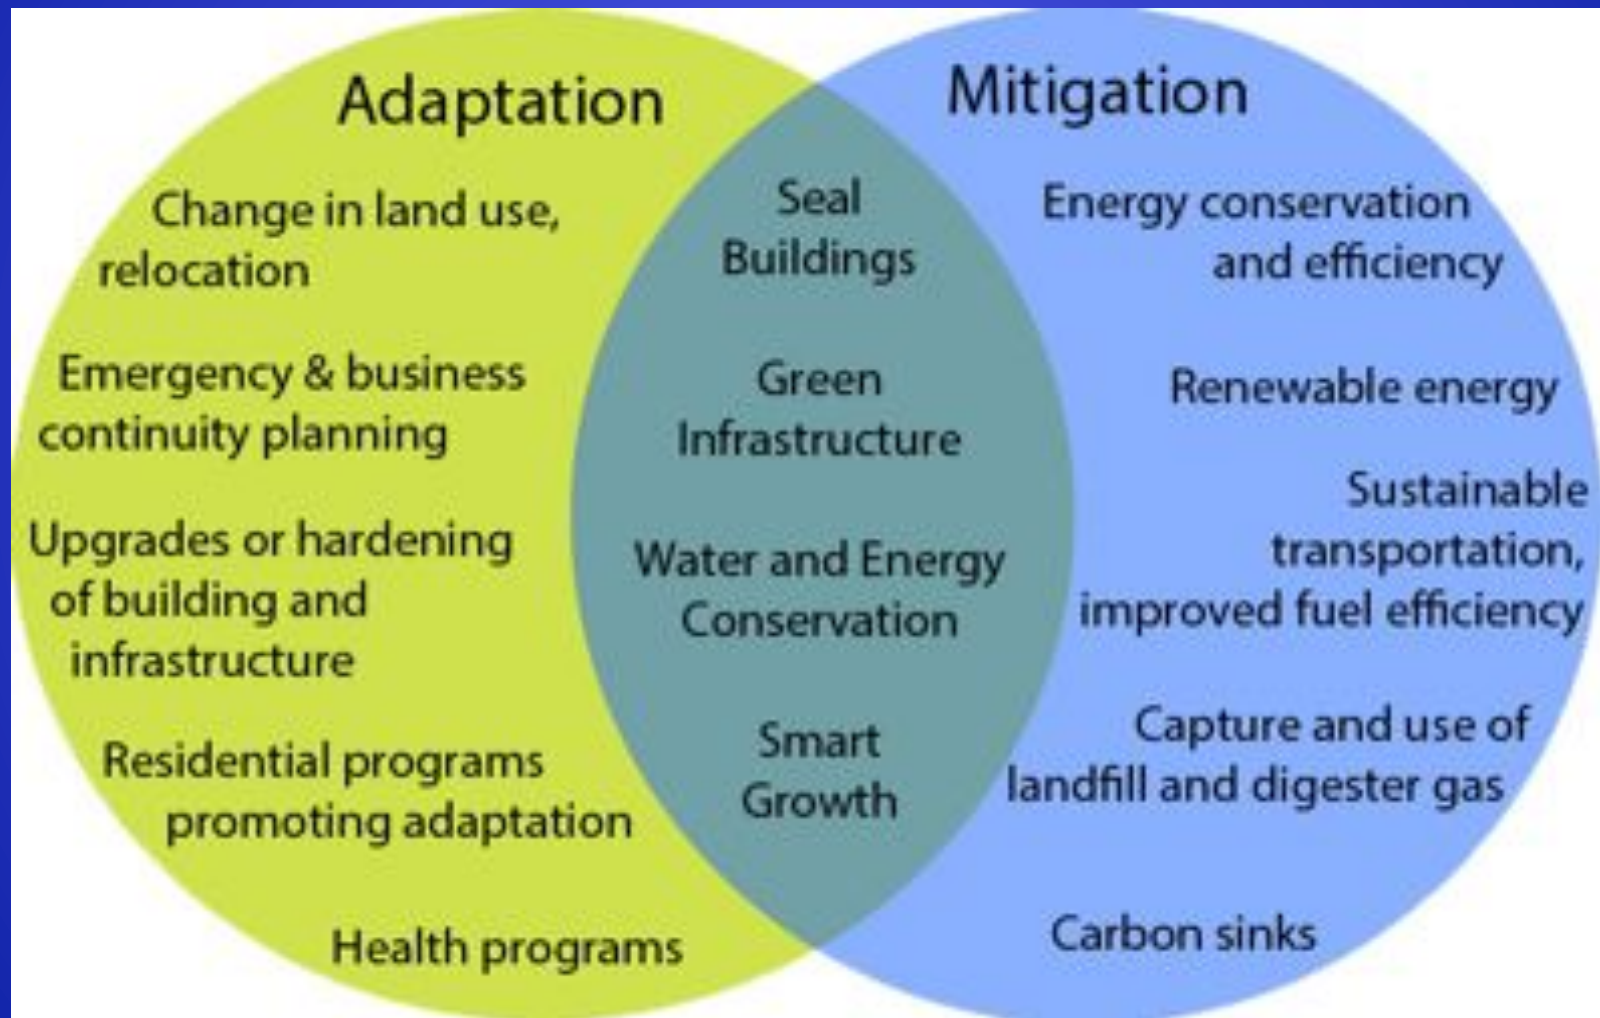 Adaptation
Change in land use,
relocation
Emergency & business
continuity planning
Upgrades or hardening
of building and
infrastructure
Residential programs
promoting adaptation
Health programs
Seal
Buildings
Green
Infrastructure
Water and Energy
Conservation
Smart
Growth
Mitigation
Energy conservation
and efficiency
Renewable energy
Sustainable
transportation,
improved fuel efficiency
Capture and use of
landfill and digester gas
Carbon sinks